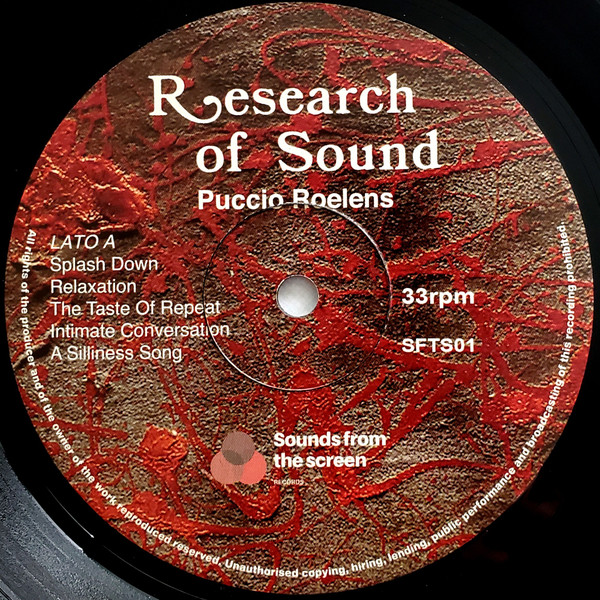 Research
of Sound
Puccio Roelens
LATO A
Splash Down
Relaxation
The Taste Of Repeat
Intimate Conversation
A Silliness Song
33rpm
SFTS01
Sounds from
the screen
RECORDS
All rights of the producer and of the owner of the work reproduced reserved. Unauthorised copying, hiring, lending, public performance and broadcasting of this recording prohibited.